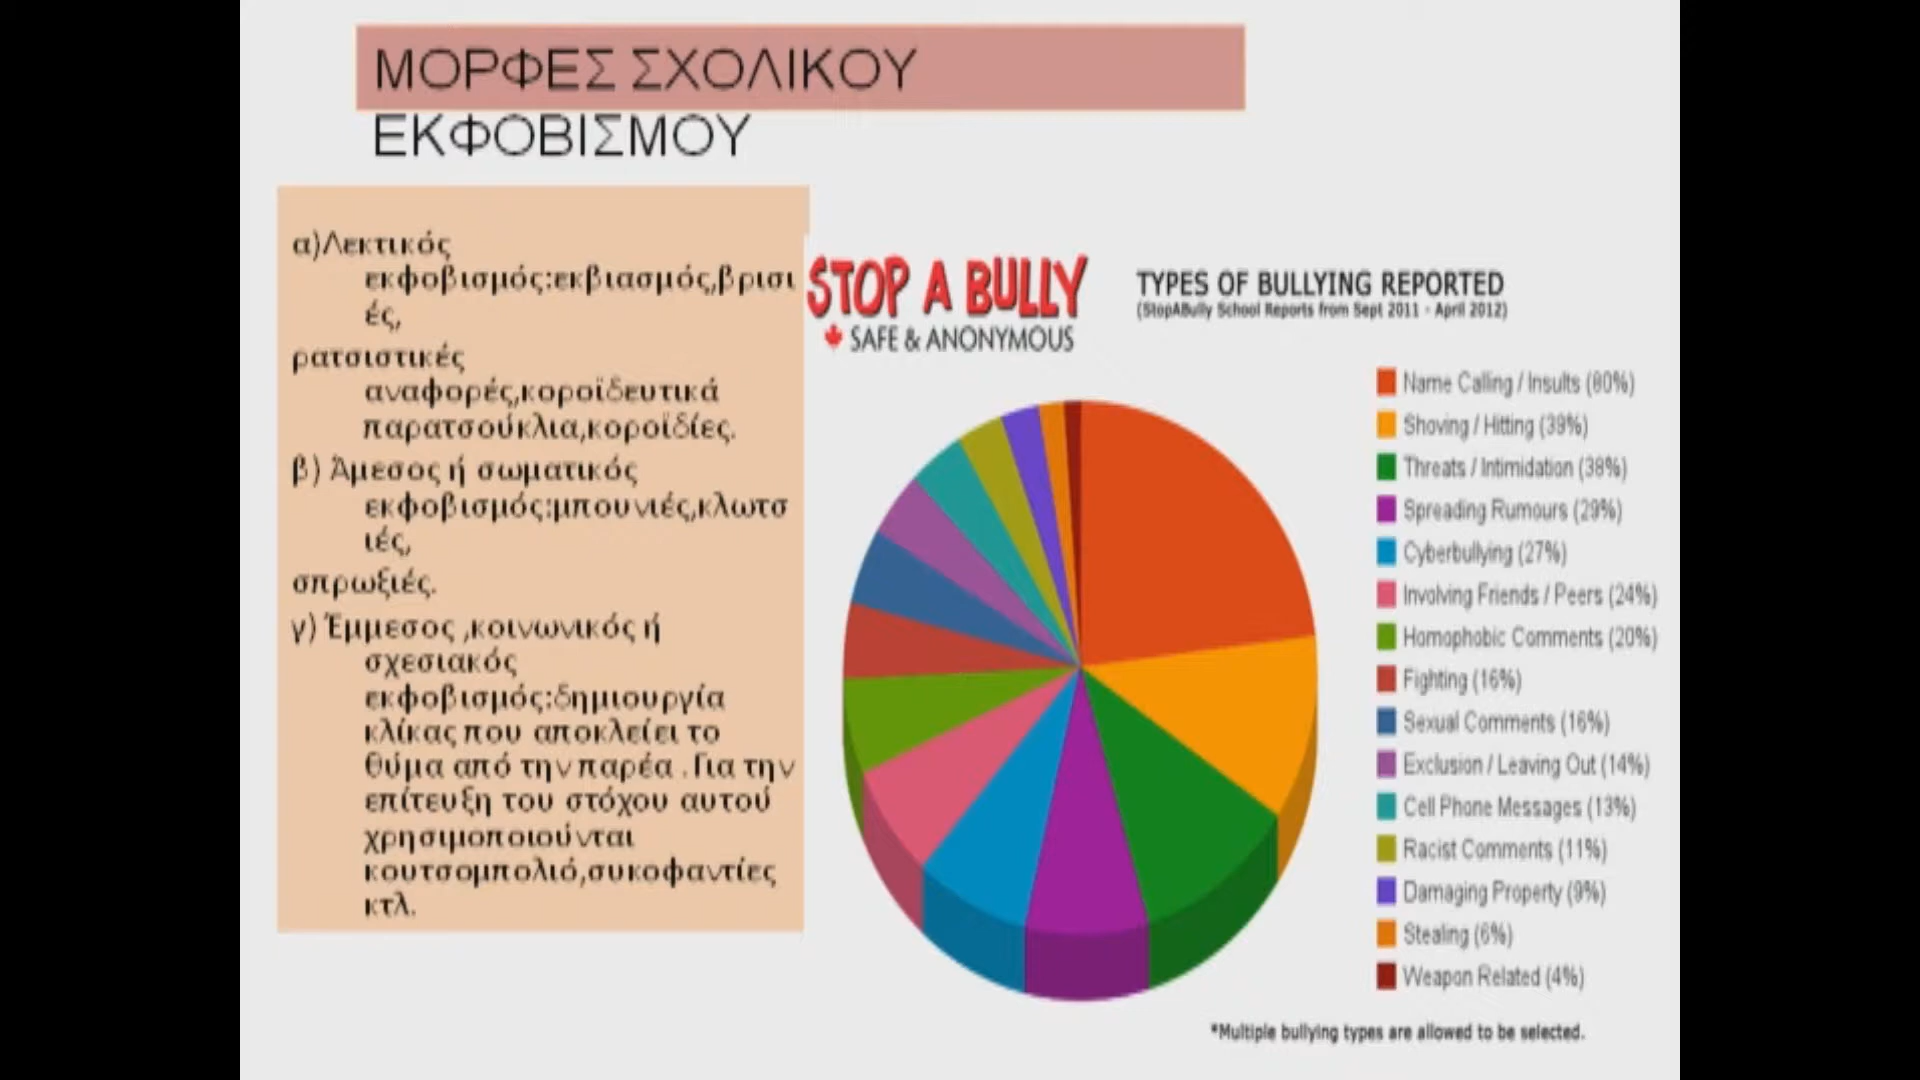 ΜΟΡΦΕΣ ΣΧΟΛΙΚΟΥ
ΕΚΦΟΒΙΣΜΟΥ
α)Λεκτικός
εκφοβισμός:εκβιασμός,βρισι
ές,
ρατσιστικές
αναφορές,κοροϊδευτικά
παρατσούκλια,κοροϊδίες.
β) Άμεσος ή σωματικός
εκφοβισμός:μπουνιές,κλωτσ
ιές,
σπρωξιές.
γ) Έμμεσος ,κοινωνικός ή
σχεσιακός
εκφοβισμός:δημιουργία
κλίκας που αποκλείει το
θύμα από την παρέα . Για την
επίτευξη του στόχου αυτού
χρησιμοποιούνται
κουτσομπολιό,συκοφαντίες
κτλ.
STOP A BULLY
SAFE & ANONYMOUS
TYPES OF BULLYING REPORTED
(StopABully School Reports from Sept 2011 - April 2012)
Name Calling / Insults (80%)
Shoving / Hitting (39%)
Threats / Intimidation (38%)
Spreading Rumours (29%)
Cyberbullying (27%)
Involving Friends / Peers (24%)
Homophobic Comments (20%)
Fighting (16%)
Sexual Comments (16%)
Exclusion / Leaving Out (14%)
Cell Phone Messages (13%)
Racist Comments (11%)
Damaging Property (9%)
Stealing (6%)
Weapon Related (4%)
*Multiple bullying types are allowed to be selected.